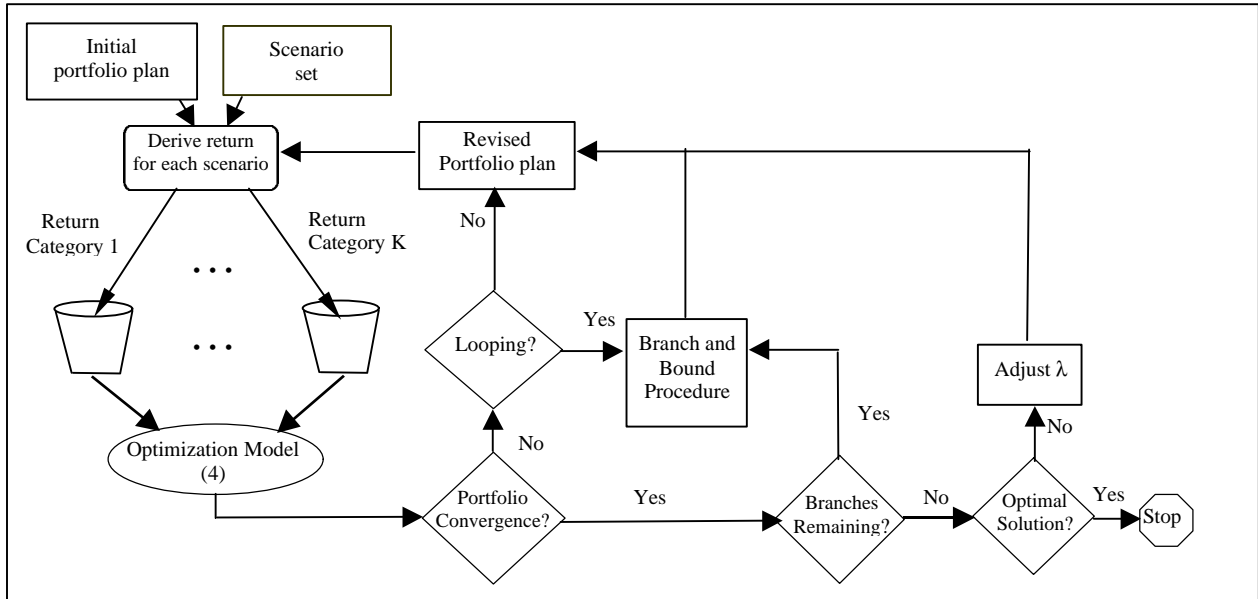 Initial
portfolio plan
Scenario
set
Derive return
for each scenario
Revised
Portfolio plan
Return
Category 1
Return
Category K
...
...
No
Looping?
Yes
Branch and
Bound
Procedure
Adjust λ
Yes
No
Optimization Model
(4)
No
Portfolio
Convergence?
Yes
Branches
Remaining?
No
Optimal
Solution?
Yes
Stop